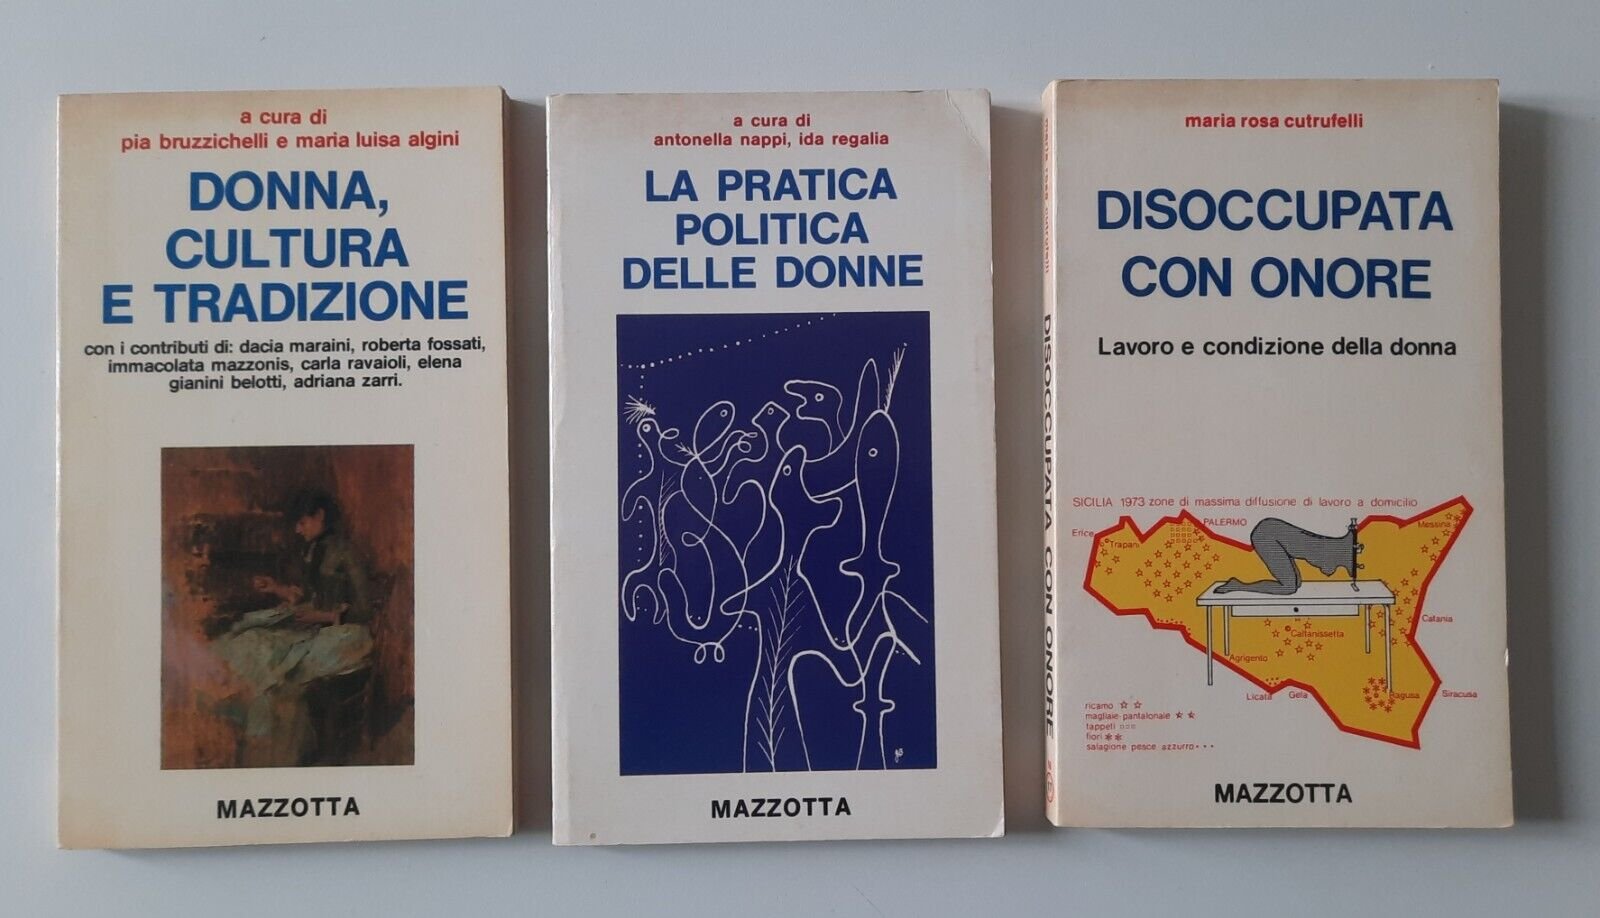 a cura di
pia bruzzichelli e maria luisa algini
DONNA,
CULTURA
E TRADIZIONE
con i contributi di: dacia maraini, roberta fossati,
immacolata mazzonis, carla ravaioli, elena
gianini belotti, adriana zarri.
MAZZOTTA
a cura di
antonella nappi, ida regalia
LA PRATICA
POLITICA
DELLE DONNE
MAZZOTTA
maria rosa cutrufelli
DISOCCUPATA CON ONORE
maria rosa cutrufelli
DISOCCUPATA
CON ONORE
Lavoro e condizione della donna
SICILIA 1973 zone di massima diffusione di lavoro a domicilio
Erice
Trapani
PALERMO
Messina
Catania
Caltanissetta
Agrigento
Licata
Gela
Ragusa
Siracusa
ricamo ☆ ☆
magliaie-pantalonaie ☆ ☆
tappeti ▫▫▫
fiori ✱✱
salagione pesce azzurro•••
MAZZOTTA